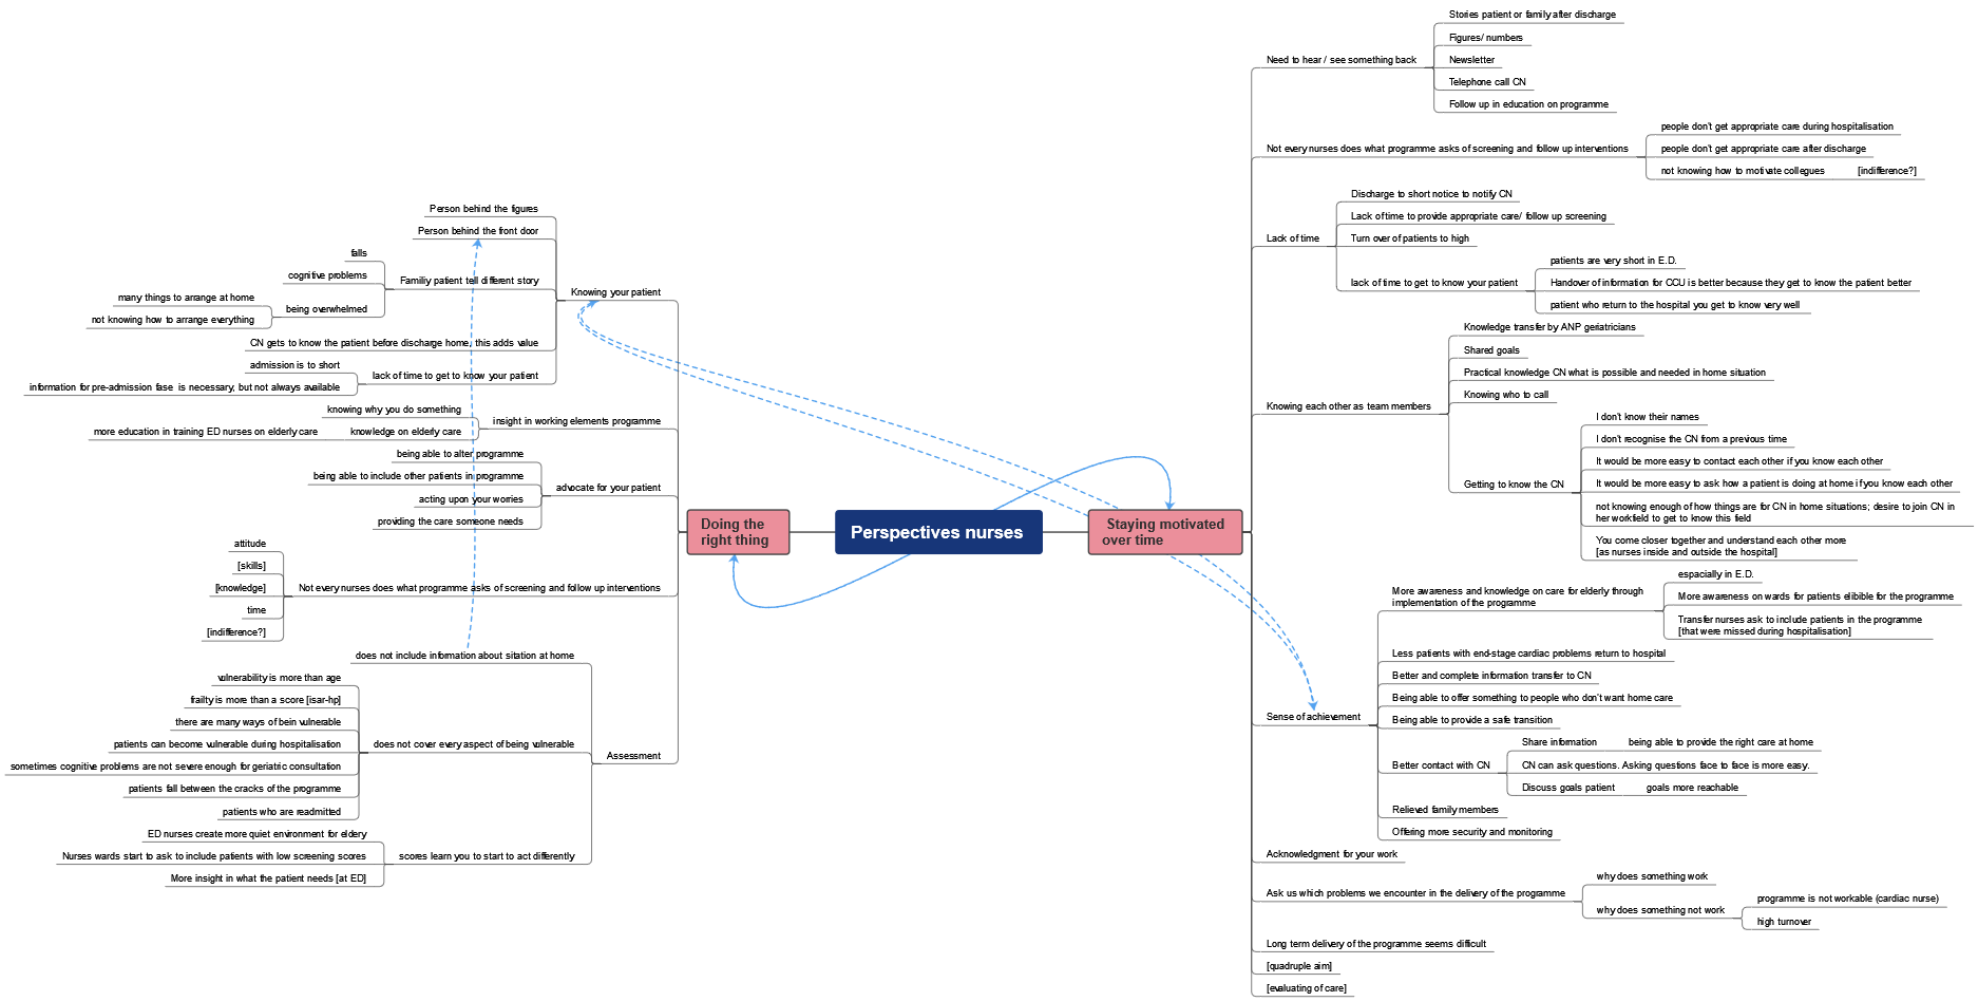 Perspectives nurses
Doing the
right thing
Knowing your patient
Person behind the figures
Person behind the front door
Familiy patient tell different story
falls
cognitive problems
being overwhelmed
many things to arrange at home
not knowing how to arrange everything
CN gets to know the patient before discharge home, this adds value
lack of time to get to know your patient
admission is to short
information for pre-admission fase is necessary, but not always available
insight in working elements programme
knowing why you do something
knowledge on elderly care
more education in training ED nurses on elderly care
advocate for your patient
being able to alter programme
being able to include other patients in programme
acting upon your worries
providing the care someone needs
Not every nurses does what programme asks of screening and follow up interventions
attitude
[skills]
[knowledge]
time
[indifference?]
Assessment
does not include information about sitation at home
does not cover every aspect of being vulnerable
vulnerability is more than age
frailty is more than a score [isar-hp]
there are many ways of bein vulnerable
patients can become vulnerable during hospitalisation
sometimes cognitive problems are not severe enough for geriatric consultation
patients fall between the cracks of the programme
patients who are readmitted
scores learn you to start to act differently
ED nurses create more quiet environment for eldery
Nurses wards start to ask to include patients with low screening scores
More insight in what the patient needs [at ED]
Staying motivated
over time
Need to hear / see something back
Stories patient or family after discharge
Figures/ numbers
Newsletter
Telephone call CN
Follow up in education on programme
Not every nurses does what programme asks of screening and follow up interventions
people don't get appropriate care during hospitalisation
people don't get appropriate care after discharge
not knowing how to motivate collegues
[indifference?]
Lack of time
Discharge to short notice to notify CN
Lack of time to provide appropriate care/ follow up screening
Turn over of patients to high
lack of time to get to know your patient
patients are very short in E.D.
Handover of information for CCU is better because they get to know the patient better
patient who return to the hospital you get to know very well
Knowing each other as team members
Knowledge transfer by ANP geriatricians
Shared goals
Practical knowledge CN what is possible and needed in home situation
Knowing who to call
Getting to know the CN
I don't know their names
I don't recognise the CN from a previous time
It would be more easy to contact each other if you know each other
It would be more easy to ask how a patient is doing at home if you know each other
not knowing enough of how things are for CN in home situations; desire to join CN in
her workfield to get to know this field
You come closer together and understand each other more
[as nurses inside and outside the hospital]
Sense of achievement
More awareness and knowledge on care for elderly through
implementation of the programme
espacially in E.D.
More awareness on wards for patients elibible for the programme
Transfer nurses ask to include patients in the programme
[that were missed during hospitalisation]
Less patients with end-stage cardiac problems return to hospital
Better and complete information transfer to CN
Being able to offer something to people who don't want home care
Being able to provide a safe transition
Better contact with CN
Share information
being able to provide the right care at home
CN can ask questions. Asking questions face to face is more easy.
Discuss goals patient
goals more reachable
Relieved family members
Offering more security and monitoring
Acknowledgment for your work
Ask us which problems we encounter in the delivery of the programme
why does something work
why does something not work
programme is not workable (cardiac nurse)
high turnover
Long term delivery of the programme seems difficult
[quadruple aim]
[evaluating of care]